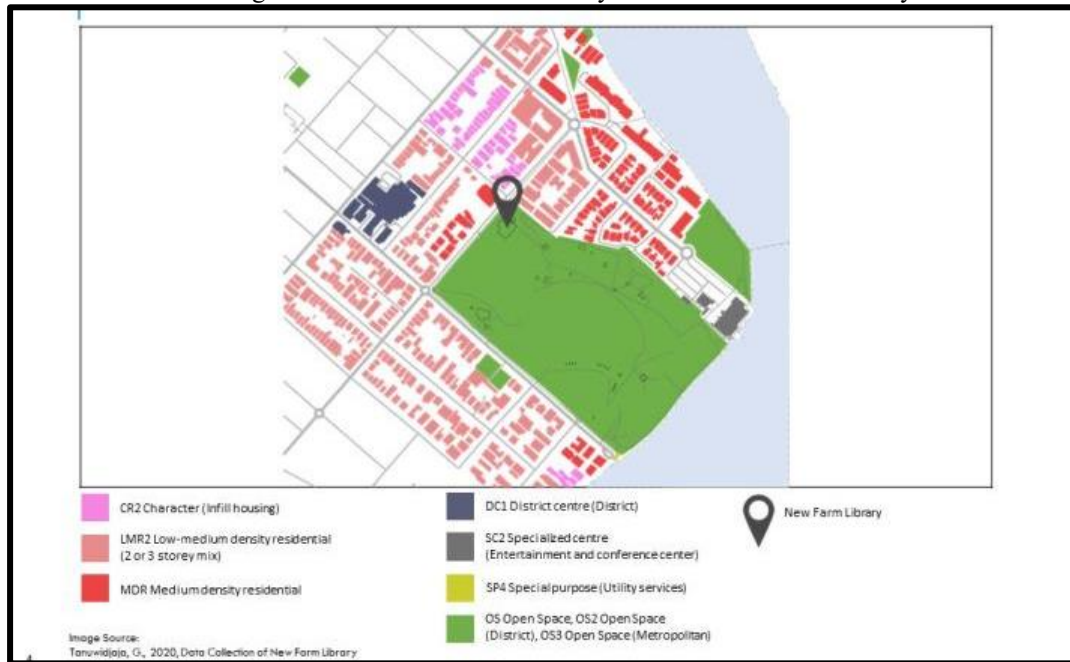 CR2 Character (Infill housing)
LMR2 Low-medium density residential
(2 or 3 storey mix)
MDR Medium density residential
DC1 District centre (District)
SC2 Specialized centre
(Entertainment and conference center)
SP4 Special purpose (Utility services)
OS Open Space, OS2 Open Space
(District), OS3 Open Space (Metropolitan)
New Farm Library
Image Source:
Tanuwidjaja, G., 2020, Data Collection of New Farm Library